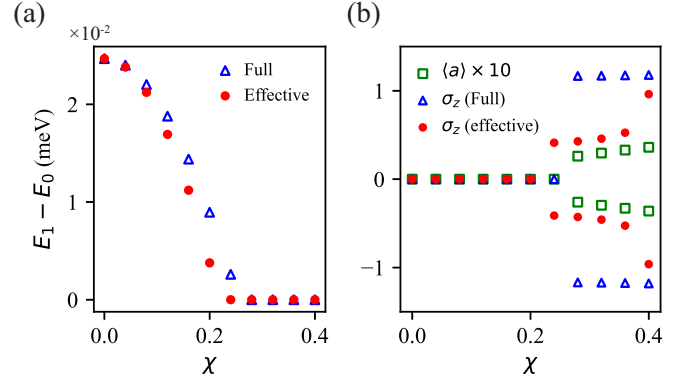 (a)
×10⁻²
E₁ − E₀ (meV)
2
1
0
Full
Effective
0.0
0.2
0.4
χ
(b)
1
0
−1
⟨a⟩ × 10
σz (Full)
σz (effective)
0.0
0.2
0.4
χ